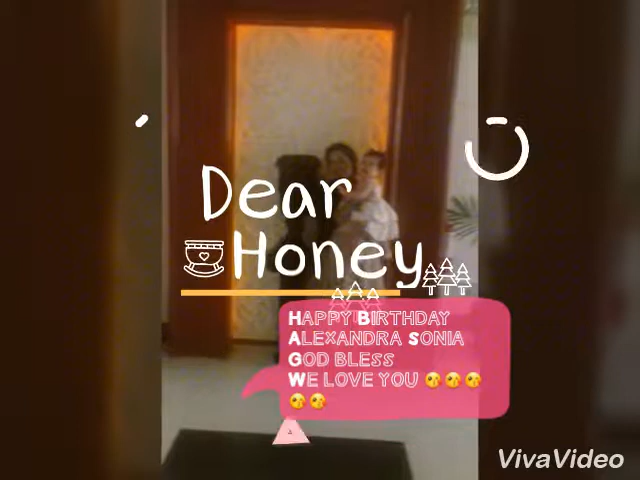 Dear
Honey
HAPPY BIRTHDAY
ALEXANDRA SONIA
GOD BLESS
WE LOVE YOU 😘😘😘
😘😘
VivaVideo